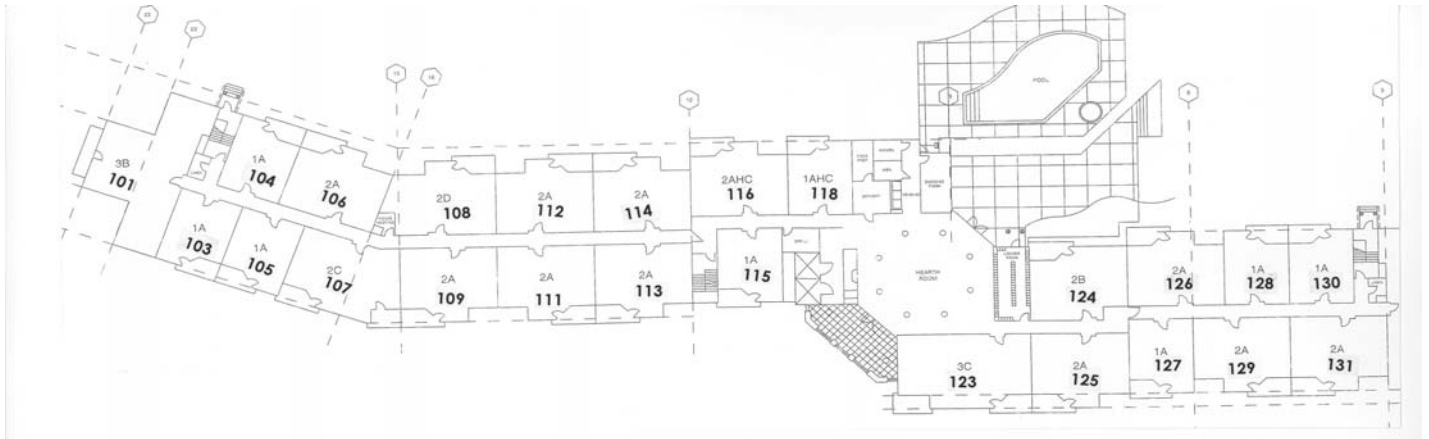 3B
101
1A
103
1A
104
1A
105
2A
106
2C
107
2D
108
2A
109
2A
111
2A
112
2A
113
2A
114
1A
115
2AHC
116
1AHC
118
POOL
HEARTH
ROOM
3C
123
2B
124
2A
125
2A
126
1A
127
1A
128
2A
129
1A
130
2A
131